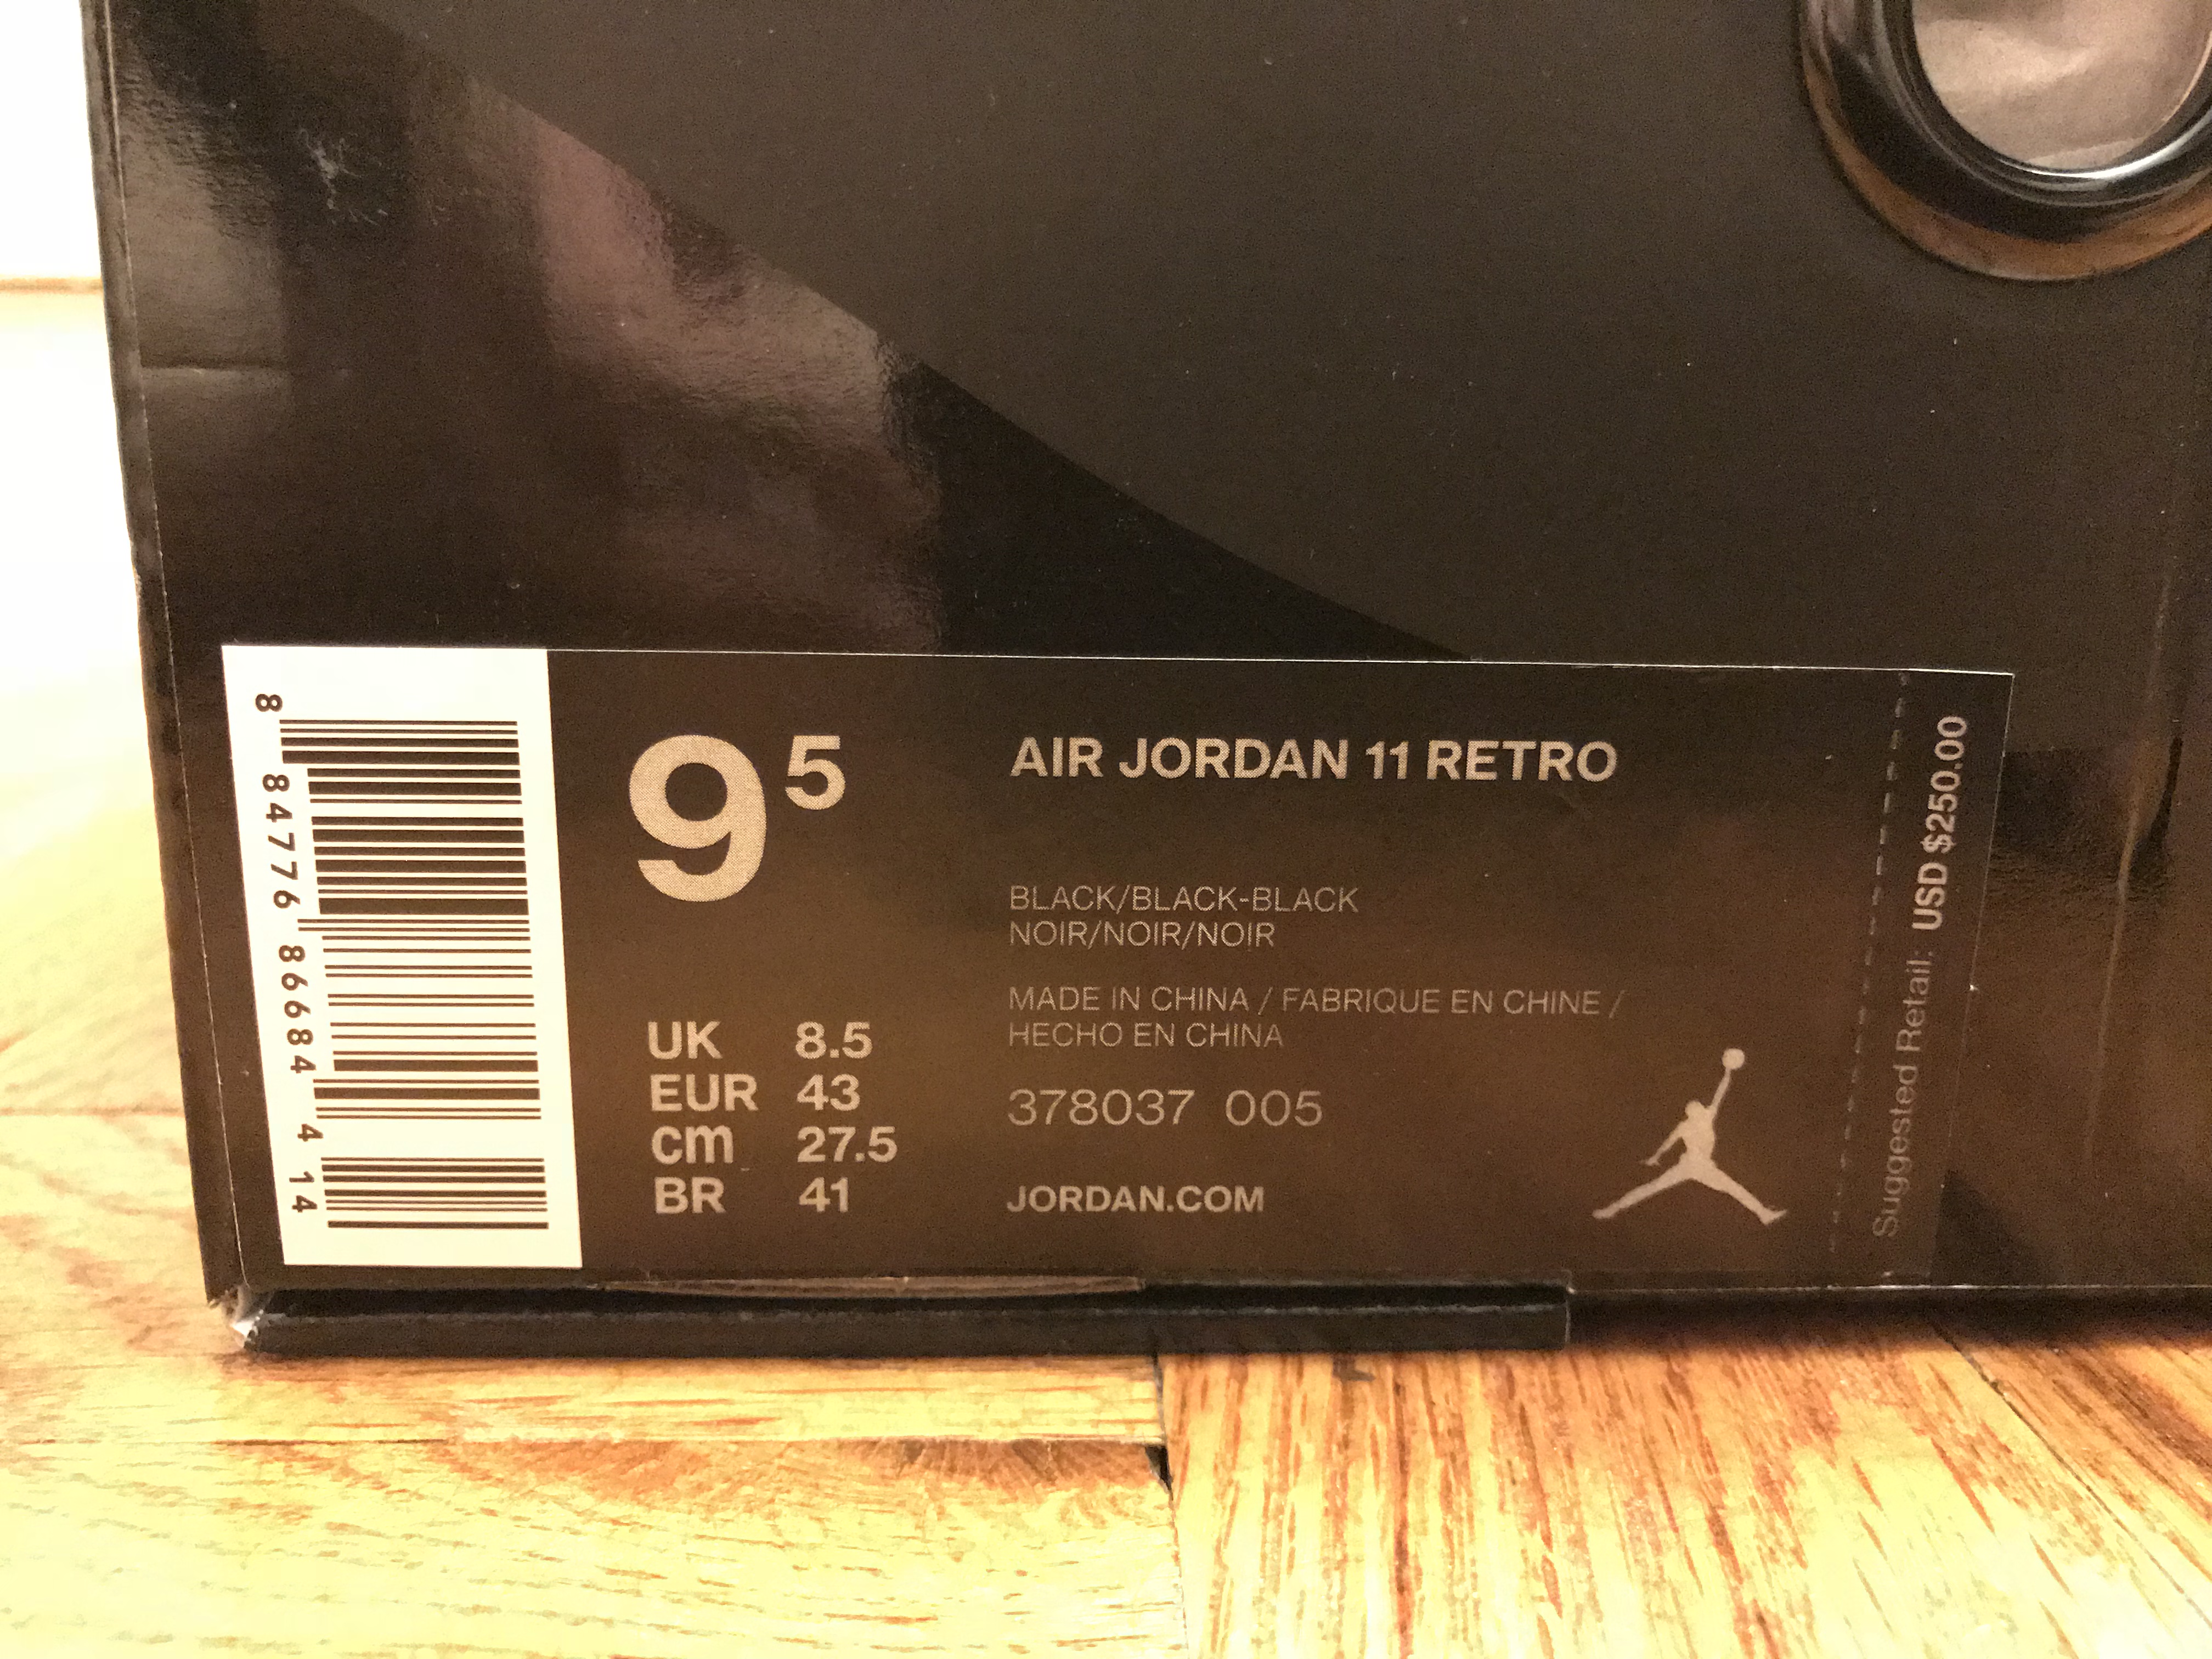 8 84776 86684 4 14
9⁵
UK 8.5
EUR 43
cm 27.5
BR 41
AIR JORDAN 11 RETRO
BLACK/BLACK-BLACK
NOIR/NOIR/NOIR
MADE IN CHINA / FABRIQUE EN CHINE /
HECHO EN CHINA
378037 005
JORDAN.COM
Suggested Retail: USD $250.00